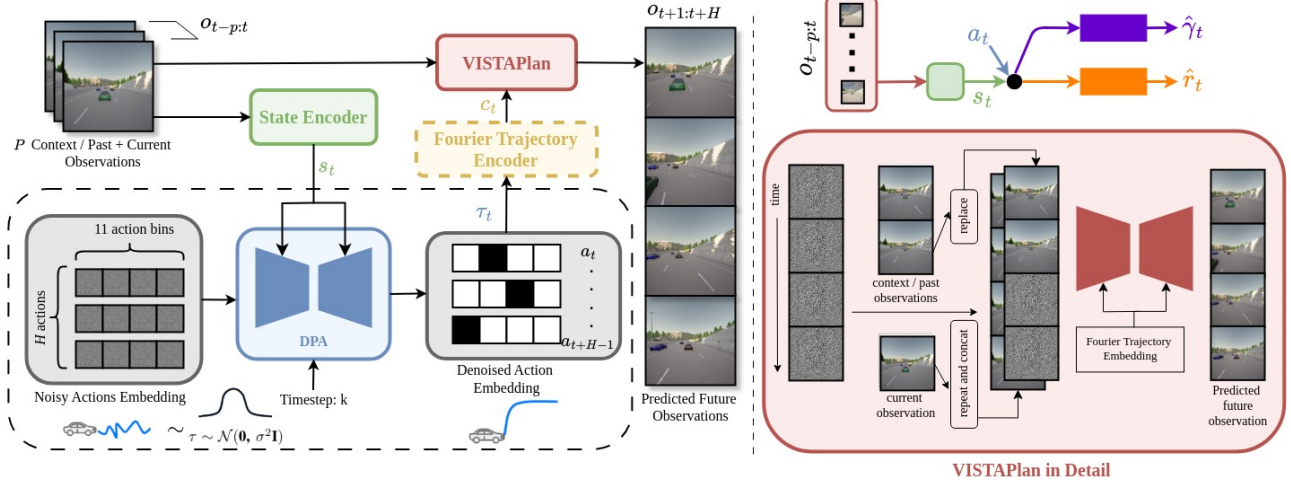 o_{t-p:t}
P Context / Past + Current
Observations
State Encoder
s_t
VISTAPlan
c_t
Fourier Trajectory
Encoder
τ_t
o_{t+1:t+H}
Predicted Future
Observations
11 action bins
H actions
Noisy Actions Embedding
DPA
Timestep: k
a_t
.
.
.
.
a_{t+H-1}
Denoised Action
Embedding
~ τ ~ N(0, σ²I)
o_{t-p:t}
s_t
a_t
γ̂_t
r̂_t
time
context / past
observations
replace
current
observation
repeat and concat
Fourier Trajectory
Embedding
Predicted
future
observation
VISTAPlan in Detail